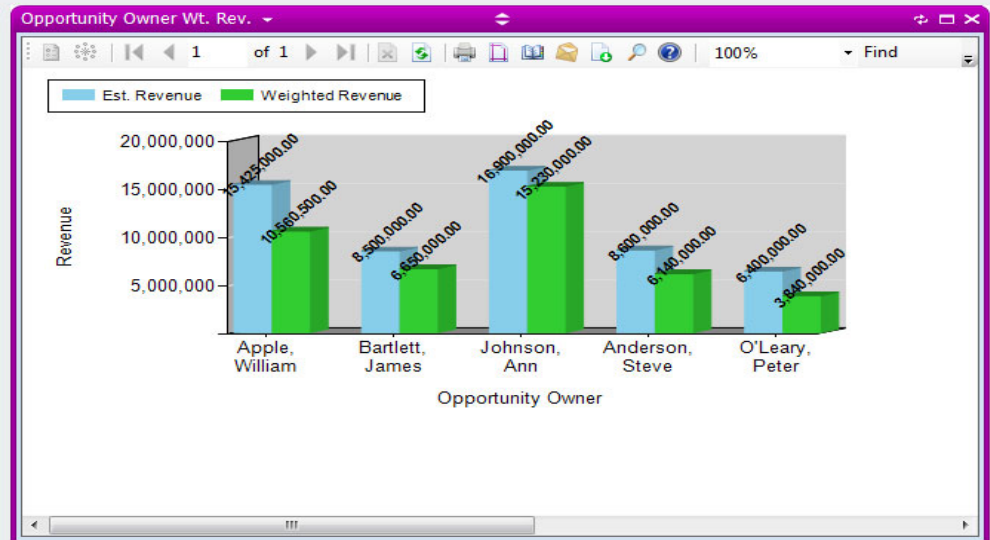 Opportunity Owner Wt. Rev.
1 of 1 100% Find
Est. Revenue Weighted Revenue
20,000,000
15,000,000
10,000,000
5,000,000
Revenue
15,425,000.00
10,560,500.00
8,500,000.00
6,650,000.00
16,900,000.00
15,230,000.00
8,600,000.00
6,140,000.00
6,400,000.00
3,840,000.00
Apple, William
Bartlett, James
Johnson, Ann
Anderson, Steve
O'Leary, Peter
Opportunity Owner